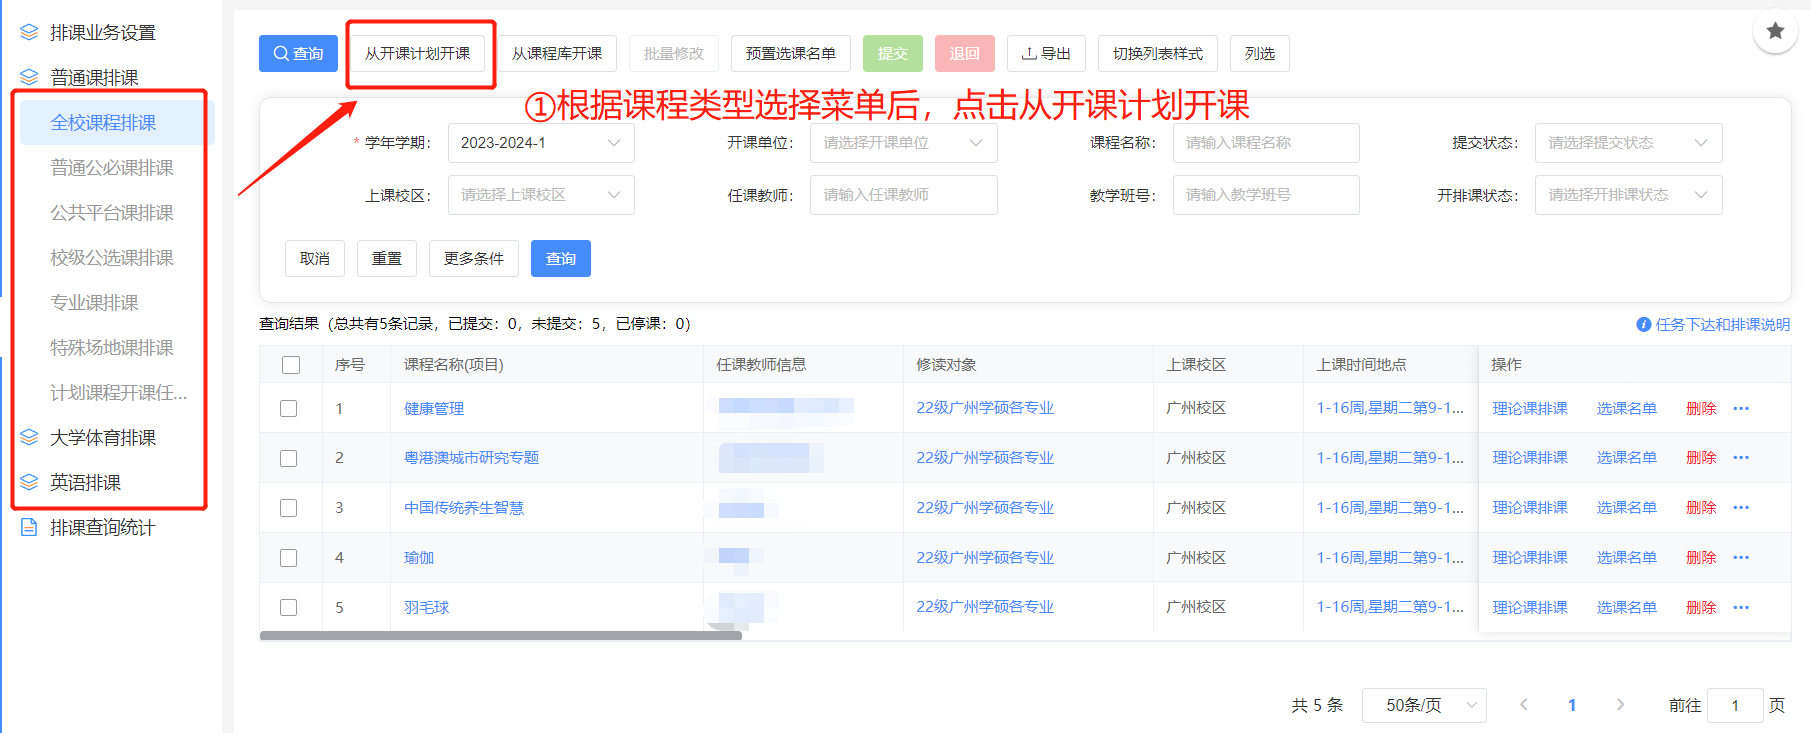 排课业务设置
普通课排课
全校课程排课
普通公必课排课
公共平台课排课
校级公选课排课
专业课排课
特殊场地课排课
计划课程开课任...
大学体育排课
英语排课
排课查询统计
查询 从开课计划开课 从课程库开课 批量修改 预置选课名单 提交 退回 导出 切换列表样式 列选
①根据课程类型选择菜单后，点击从开课计划开课
* 学年学期： 2023-2024-1 开课单位： 请选择开课单位 课程名称： 请输入课程名称 提交状态： 请选择提交状态
上课校区： 请选择上课校区 任课教师： 请输入任课教师 教学班号： 请输入教学班号 开排课状态： 请选择开排课状态
取消 重置 更多条件 查询
查询结果（总共有5条记录，已提交：0，未提交：5，已停课：0） 任务下达和排课说明
序号 课程名称(项目) 任课教师信息 修读对象 上课校区 上课时间地点 操作
1 健康管理 22级广州学硕各专业 广州校区 1-16周,星期二第9-1... 理论课排课 选课名单 删除 •••
2 粤港澳城市研究专题 22级广州学硕各专业 广州校区 1-16周,星期二第9-1... 理论课排课 选课名单 删除 •••
3 中国传统养生智慧 22级广州学硕各专业 广州校区 1-16周,星期二第9-1... 理论课排课 选课名单 删除 •••
4 瑜伽 22级广州学硕各专业 广州校区 1-16周,星期二第9-1... 理论课排课 选课名单 删除 •••
5 羽毛球 22级广州学硕各专业 广州校区 1-16周,星期二第9-1... 理论课排课 选课名单 删除 •••
共 5 条 50条/页 < 1 > 前往 1 页